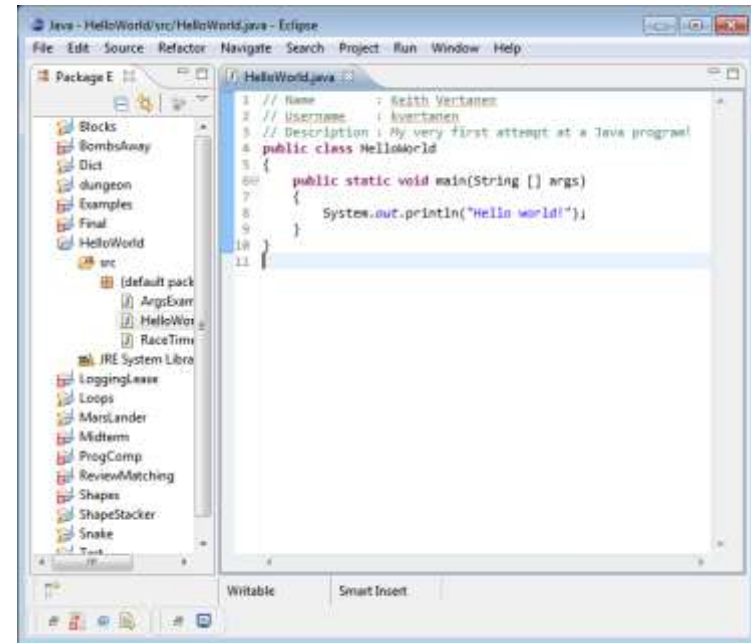 Java - HelloWorld/src/HelloWorld.java - Eclipse
File Edit Source Refactor Navigate Search Project Run Window Help
Package E
Blocks
BombsAway
Dict
dungeon
Examples
Final
HelloWorld
src
(default pack
ArgsExam
HelloWor
RaceTime
JRE System Libra
LoggingLease
Loops
MarsLander
Midterm
ProgComp
ReviewMatching
Shapes
ShapeStacker
Snake
Test
HelloWorld.java
1 // Name : Keith Vertanen
2 // Username : kvertanen
3 // Description : My very first attempt at a Java program!
4 public class HelloWorld
5 {
6 public static void main(String [] args)
7 {
8 System.out.println("Hello world!");
9 }
10 }
11
Writable Smart Insert